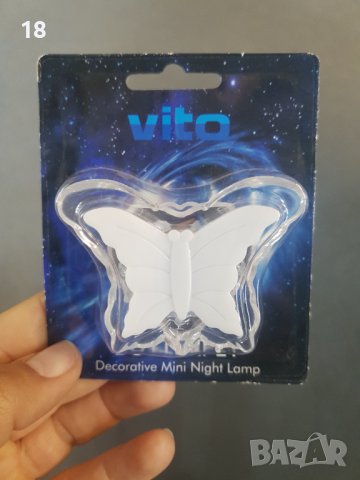 18
vito
Decorative Mini Night Lamp
BAZAR